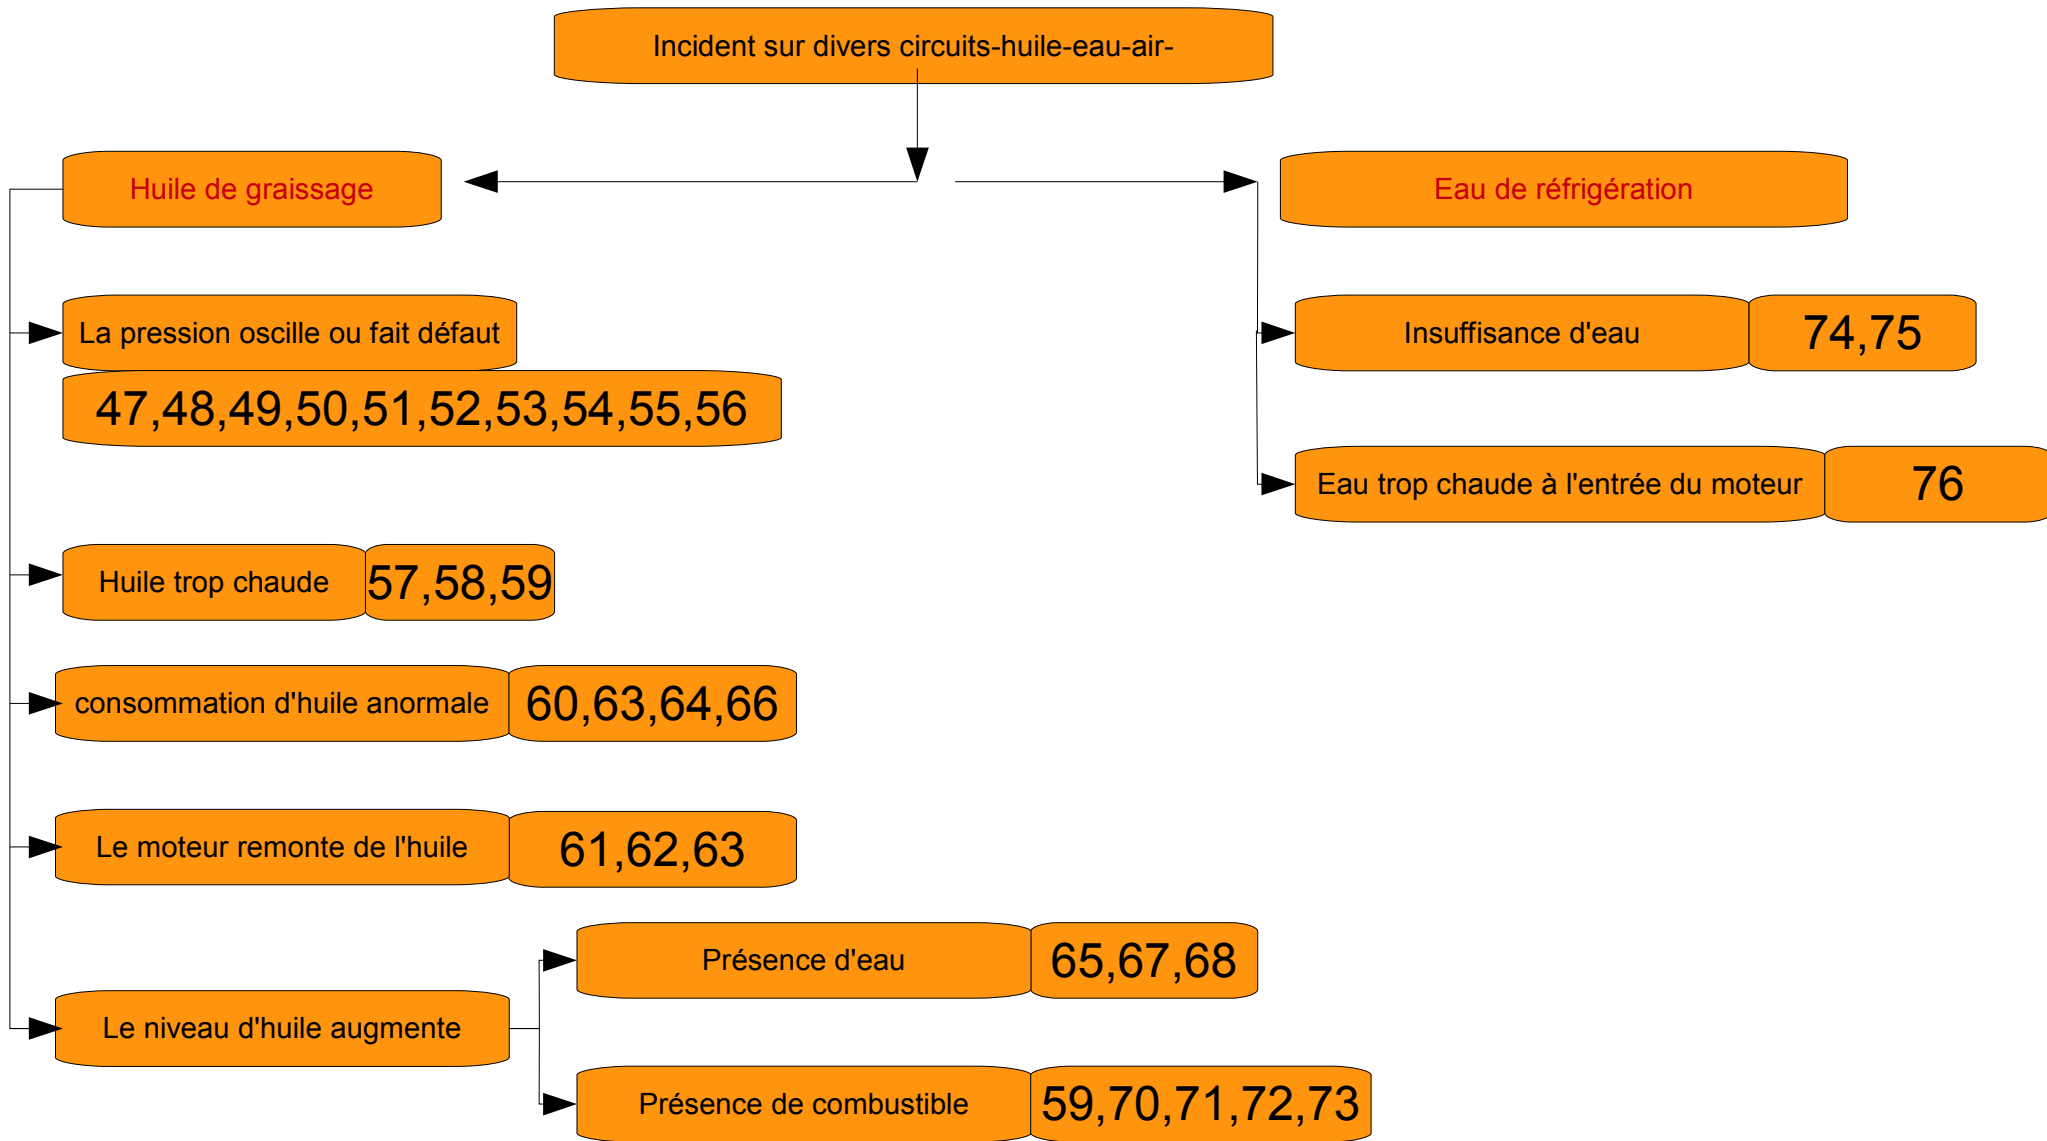 Incident sur divers circuits-huile-eau-air-
Huile de graissage
Eau de réfrigération
La pression oscille ou fait défaut
47,48,49,50,51,52,53,54,55,56
Insuffisance d'eau
74,75
Eau trop chaude à l'entrée du moteur
76
Huile trop chaude
57,58,59
consommation d'huile anormale
60,63,64,66
Le moteur remonte de l'huile
61,62,63
Le niveau d'huile augmente
Présence d'eau
65,67,68
Présence de combustible
59,70,71,72,73